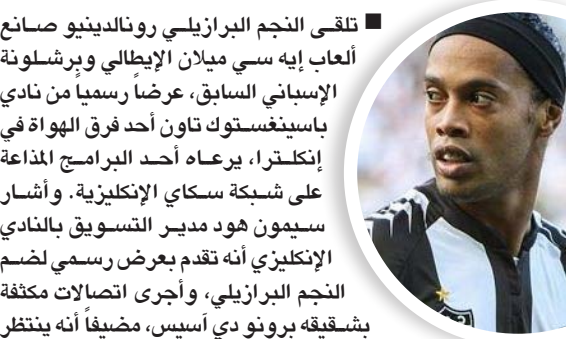 ■ تلقى النجم البرازيلي رونالدينيو صانع
ألعاب إيه سي ميلان الإيطالي وبرشلونة
الإسباني السابق، عرضاً رسمياً من نادي
باسينغستوك تاون أحد فرق الهواة في
إنكلترا، يرعاه أحد البرامج المذاعة
على شبكة سكاي الإنكليزية. وأشار
سيمون هود مدير التسويق بالنادي
الإنكليزي أنه تقدم بعرض رسمي لضم
النجم البرازيلي، وأجرى اتصالات مكثفة
بشقيقه برونو دي آسيس، مضيفاً أنه ينتظر